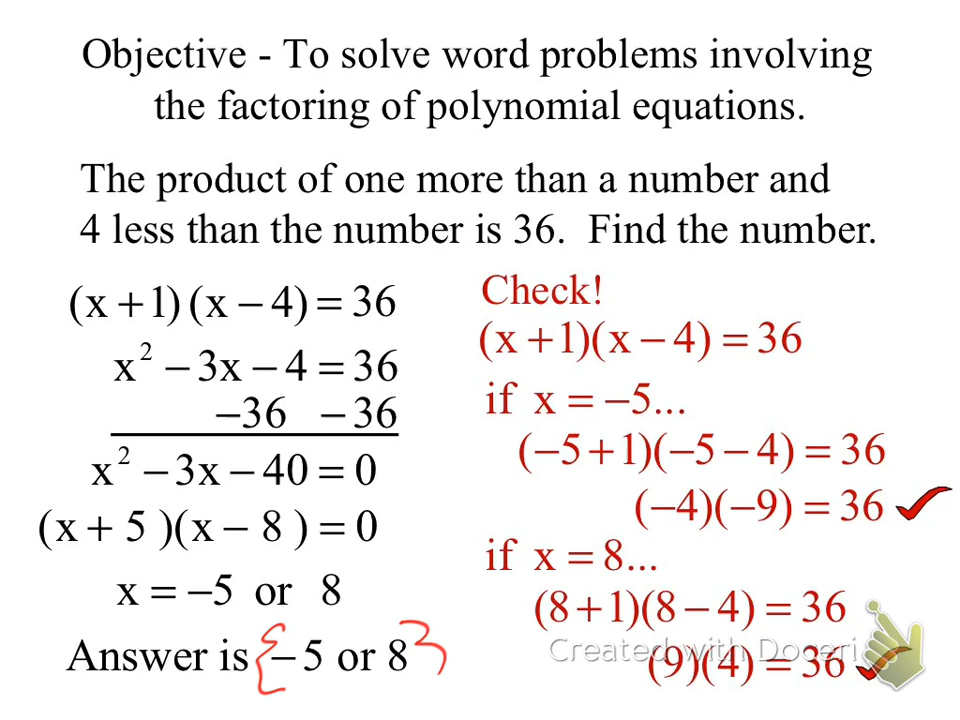 Objective - To solve word problems involving
the factoring of polynomial equations.
The product of one more than a number and
4 less than the number is 36. Find the number.
(x + 1) (x − 4) = 36
x² − 3x − 4 = 36
−36 − 36
x² − 3x − 40 = 0
(x + 5 )(x − 8 ) = 0
x = −5 or 8
Answer is {−5 or 8}
Check!
(x + 1)(x − 4) = 36
if x = −5...
(−5 + 1)(−5 − 4) = 36
(−4)(−9) = 36 ✓
if x = 8...
(8 + 1)(8 − 4) = 36
Created with Doceri
(9)(4) = 36 ✓